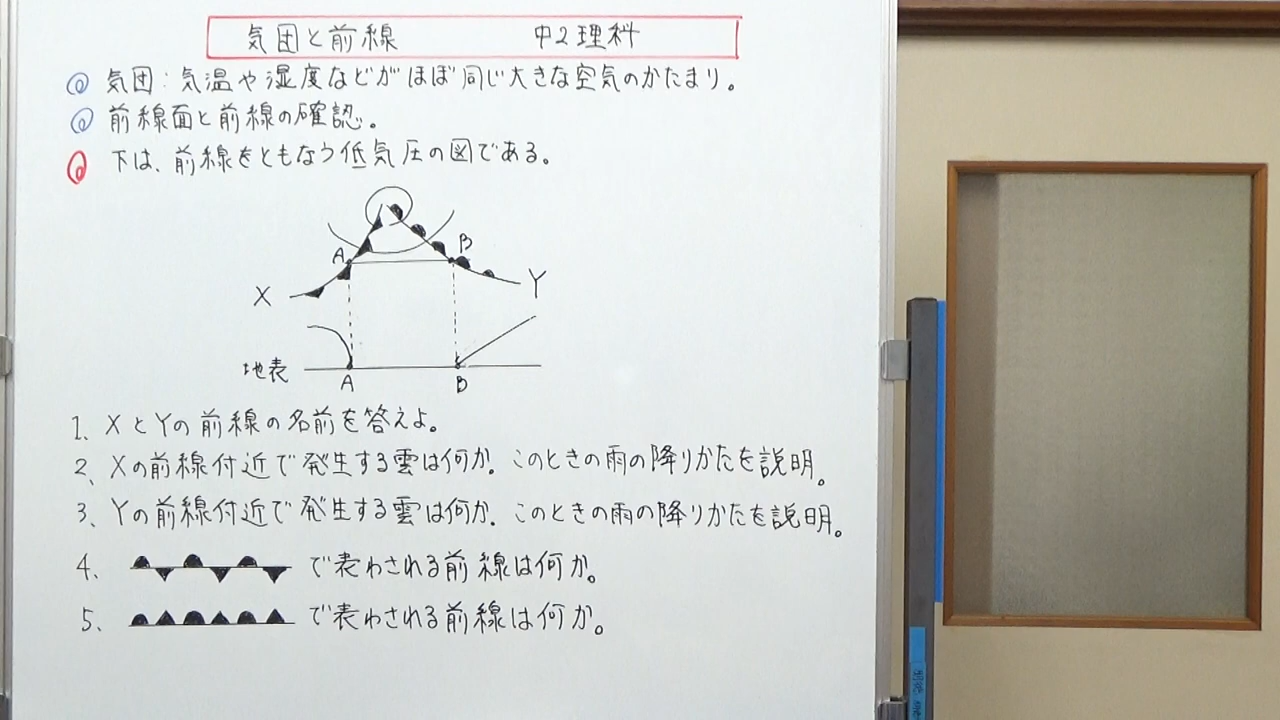 気団と前線 中2理科
◎ 気団:気温や湿度などがほぼ同じ大きな空気のかたまり。
◎ 前線面と前線の確認。
◎ 下は、前線をともなう低気圧の図である。
A B
X Y
地表
A B
1、XとYの前線の名前を答えよ。
2、Xの前線付近で発生する雲は何か。このときの雨の降りかたを説明。
3、Yの前線付近で発生する雲は何か。このときの雨の降りかたを説明。
4、で表わされる前線は何か。
5、で表わされる前線は何か。